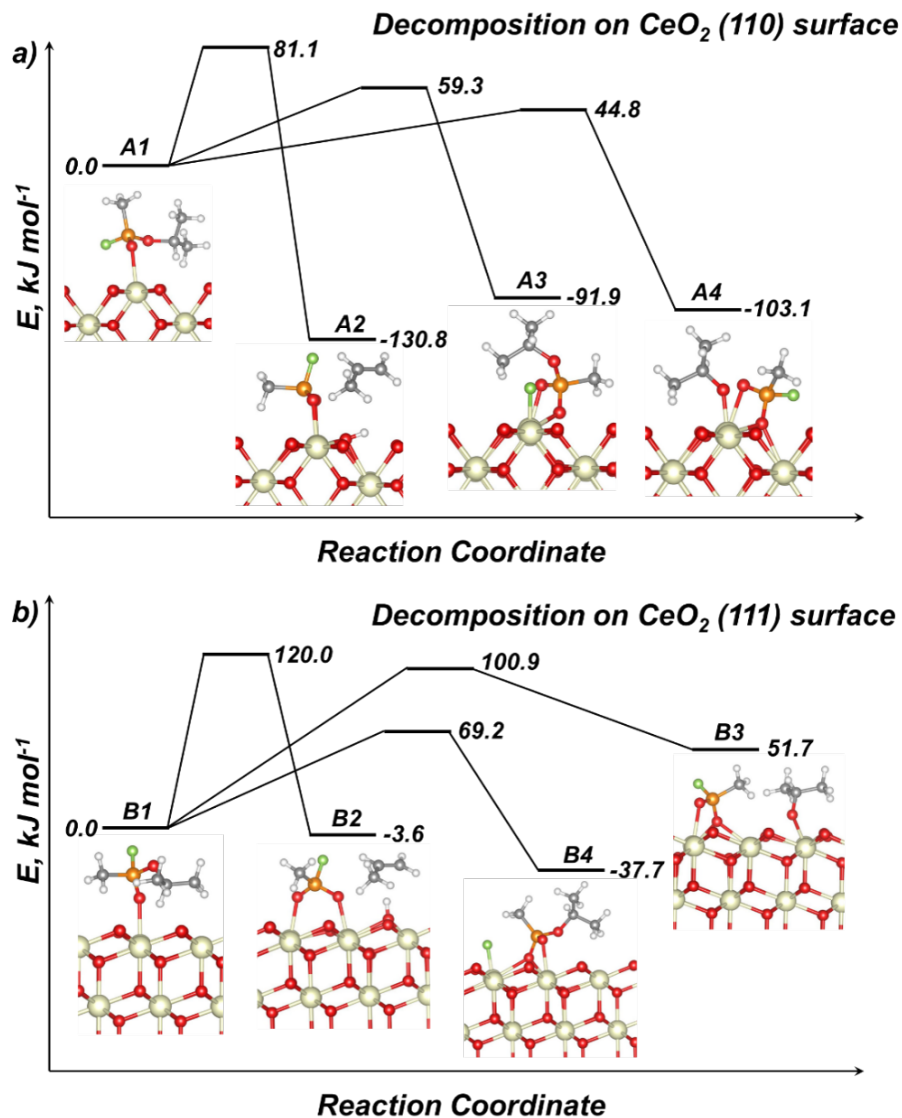 Decomposition on CeO2 (110) surface
a)
81.1
59.3
44.8
A1
0.0
A2
-130.8
A3
-91.9
A4
-103.1
E, kJ mol-1
Reaction Coordinate
b)
Decomposition on CeO2 (111) surface
120.0
100.9
69.2
B3
51.7
B1
0.0
B2
-3.6
B4
-37.7
E, kJ mol-1
Reaction Coordinate